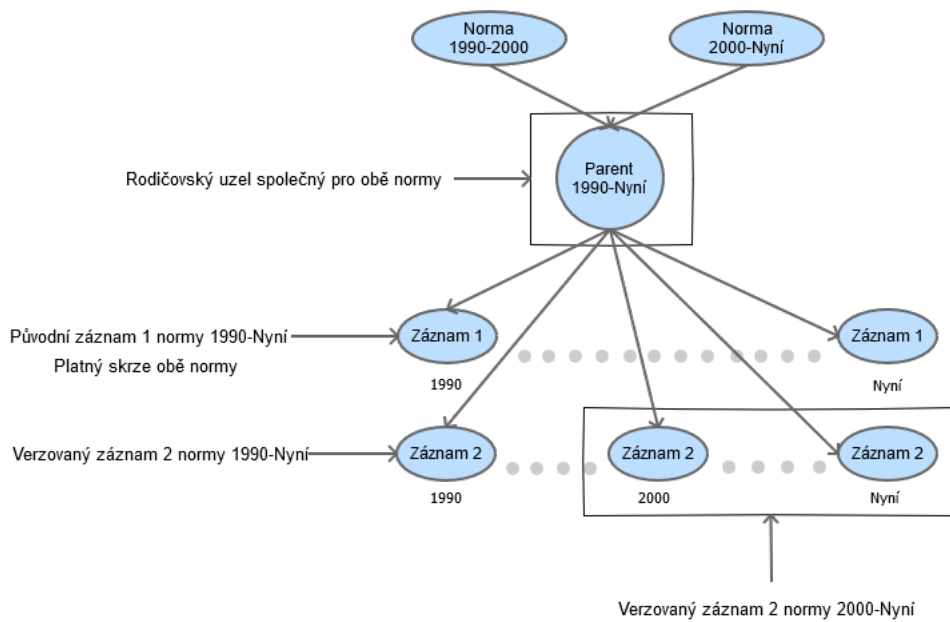 Norma
1990-2000
Norma
2000-Nyní
Rodičovský uzel společný pro obě normy
Parent
1990-Nyní
Původní záznam 1 normy 1990-Nyní
Platný skrze obě normy
Záznam 1
1990
Záznam 1
Nyní
Verzovaný záznam 2 normy 1990-Nyní
Záznam 2
1990
Záznam 2
2000
Záznam 2
Nyní
Verzovaný záznam 2 normy 2000-Nyní